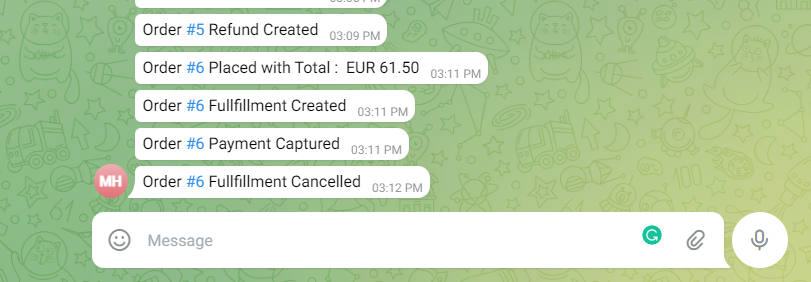 Order #5 Refund Created 03:09 PM
Order #6 Placed with Total : EUR 61.50 03:11 PM
Order #6 Fullfillment Created 03:11 PM
Order #6 Payment Captured 03:11 PM
MH Order #6 Fullfillment Cancelled 03:12 PM
Message